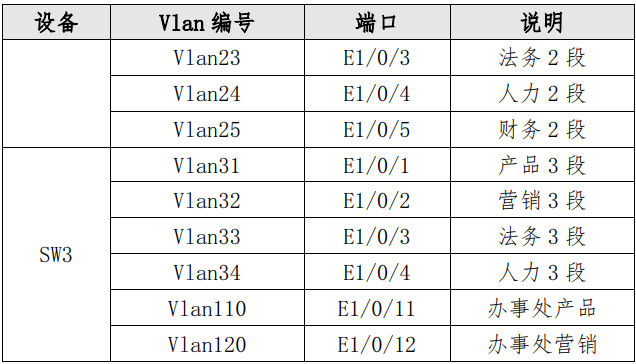 设备 Vlan 编号 端口 说明
Vlan23 E1/0/3 法务 2 段
Vlan24 E1/0/4 人力 2 段
Vlan25 E1/0/5 财务 2 段
Vlan31 E1/0/1 产品 3 段
Vlan32 E1/0/2 营销 3 段
Vlan33 E1/0/3 法务 3 段
SW3 Vlan34 E1/0/4 人力 3 段
Vlan110 E1/0/11 办事处产品
Vlan120 E1/0/12 办事处营销